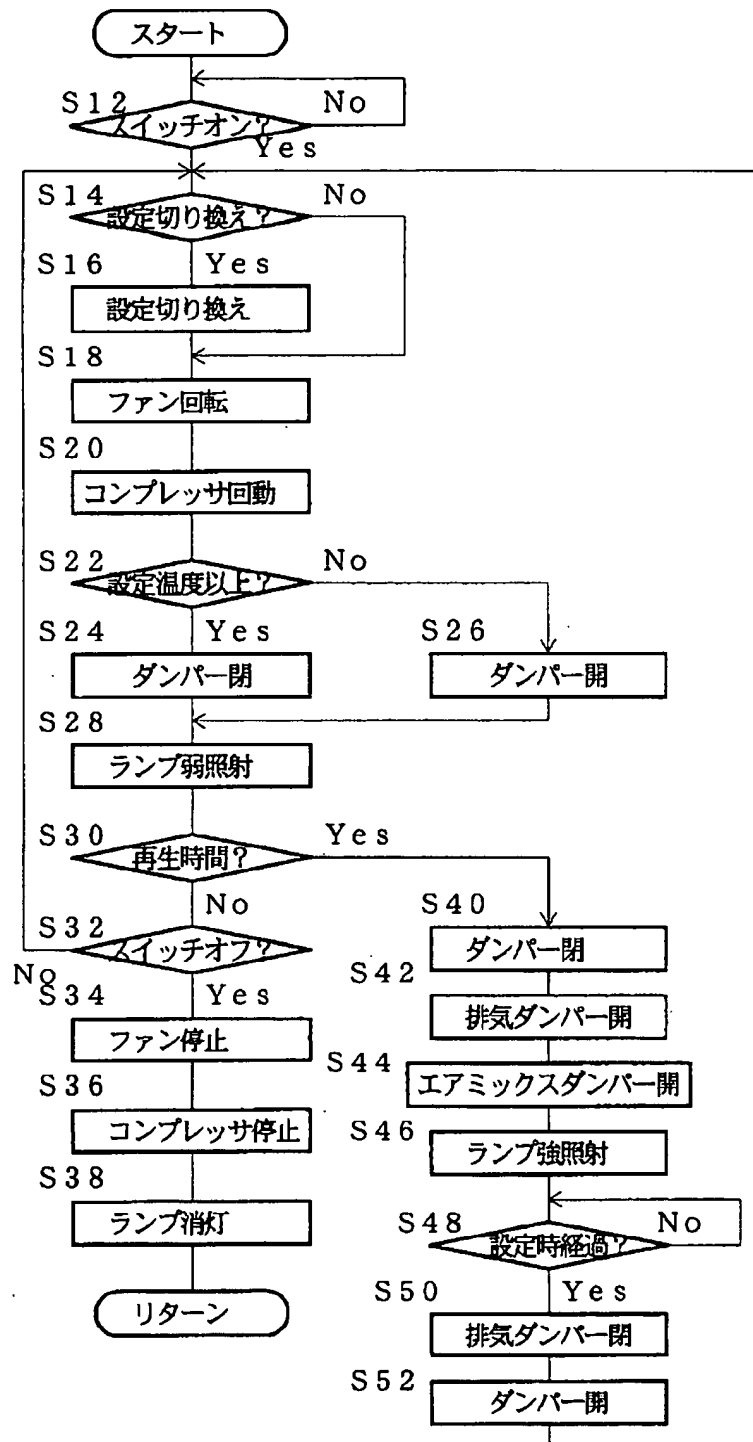 スタート
S12
No
スイッチオン?
Yes
S14
No
設定切り換え?
S16
Yes
設定切り換え
S18
ファン回転
S20
コンプレッサ回動
S22
No
設定温度以上?
S24
Yes
S26
ダンパー閉
ダンパー開
S28
ランプ弱照射
S30
Yes
再生時間?
No
S32
S40
スイッチオフ?
ダンパー閉
No
S34
Yes
S42
ファン停止
排気ダンパー開
S36
S44
エアミックスダンパー開
コンプレッサ停止
S46
ランプ強照射
S38
ランプ消灯
S48
No
設定時経過?
リターン
S50
Yes
排気ダンパー閉
S52
ダンパー開